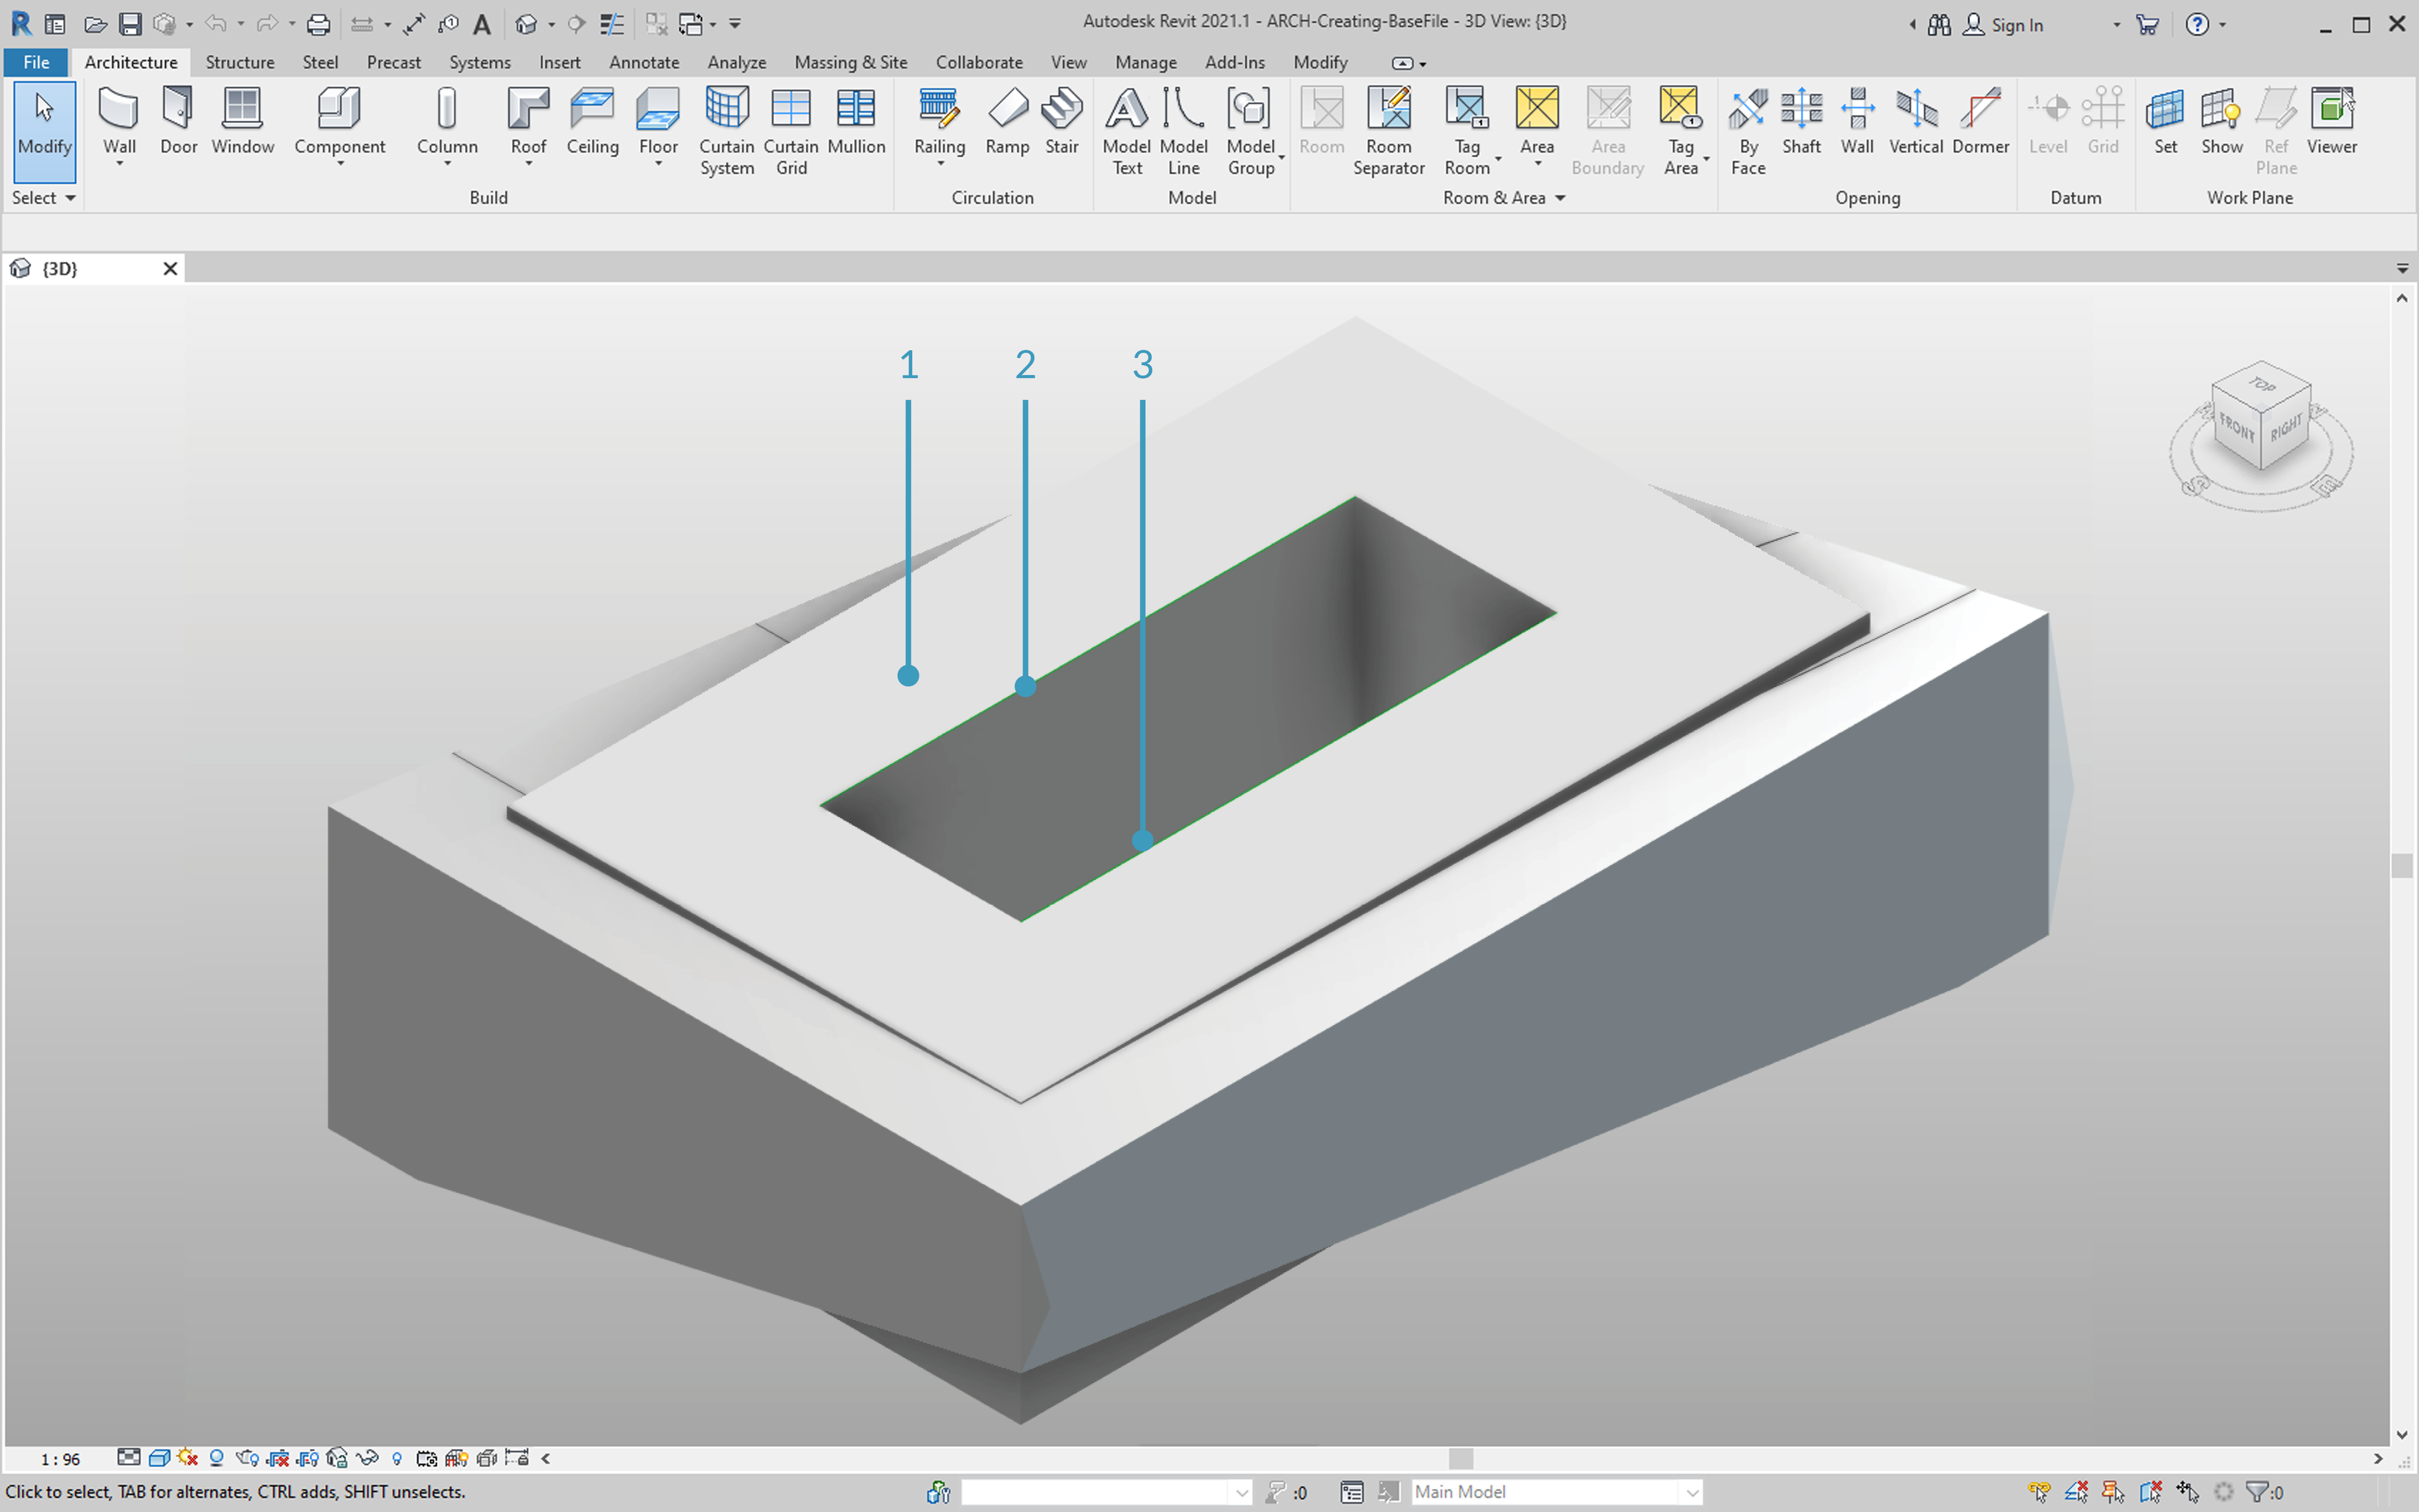 Autodesk Revit 2021.1 - ARCH-Creating-BaseFile - 3D View: {3D}
Sign In
File Architecture Structure Steel Precast Systems Insert Annotate Analyze Massing & Site Collaborate View Manage Add-Ins Modify
Modify Wall Door Window Component Column Roof Ceiling Floor Curtain System Curtain Grid Mullion Railing Ramp Stair Model Text Model Line Model Group Room Room Separator Tag Room Area Area Boundary Tag Area By Face Shaft Wall Vertical Dormer Level Grid Set Show Ref Plane Viewer
Select Build Circulation Model Room & Area Opening Datum Work Plane
{3D}
1 2 3
TOP
FRONT RIGHT
S E
1 : 96
Click to select, TAB for alternates, CTRL adds, SHIFT unselects.
:0
Main Model
:0